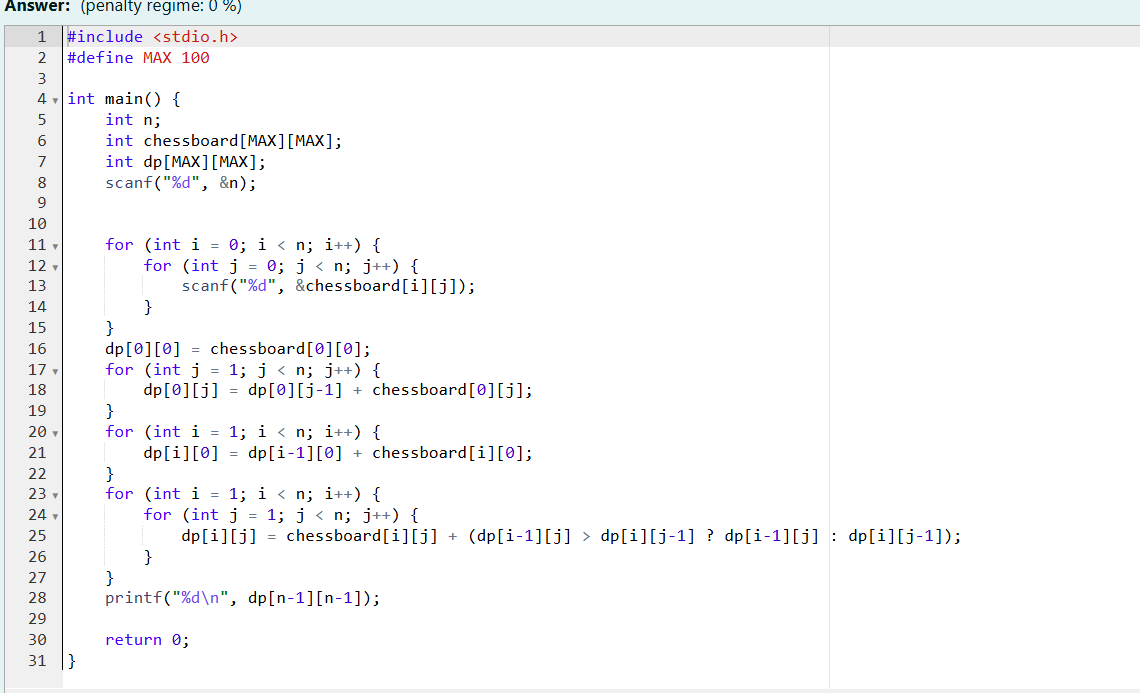 Answer: (penalty regime: 0 %)
1 #include <stdio.h>
2 #define MAX 100
3
4 int main() {
5     int n;
6     int chessboard[MAX][MAX];
7     int dp[MAX][MAX];
8     scanf("%d", &n);
9
10
11     for (int i = 0; i < n; i++) {
12         for (int j = 0; j < n; j++) {
13             scanf("%d", &chessboard[i][j]);
14         }
15     }
16     dp[0][0] = chessboard[0][0];
17     for (int j = 1; j < n; j++) {
18         dp[0][j] = dp[0][j-1] + chessboard[0][j];
19     }
20     for (int i = 1; i < n; i++) {
21         dp[i][0] = dp[i-1][0] + chessboard[i][0];
22     }
23     for (int i = 1; i < n; i++) {
24         for (int j = 1; j < n; j++) {
25             dp[i][j] = chessboard[i][j] + (dp[i-1][j] > dp[i][j-1] ? dp[i-1][j] : dp[i][j-1]);
26         }
27     }
28     printf("%d\n", dp[n-1][n-1]);
29
30     return 0;
31 }